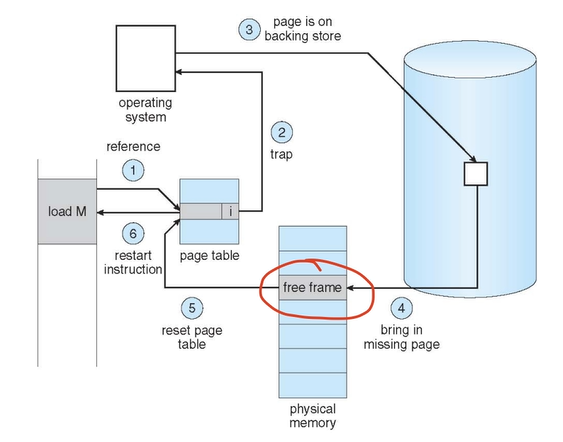 3
page is on
backing store
operating
system
2
trap
reference
1
load M
i
6
restart
instruction
page table
free frame
5
reset page
table
4
bring in
missing page
physical
memory